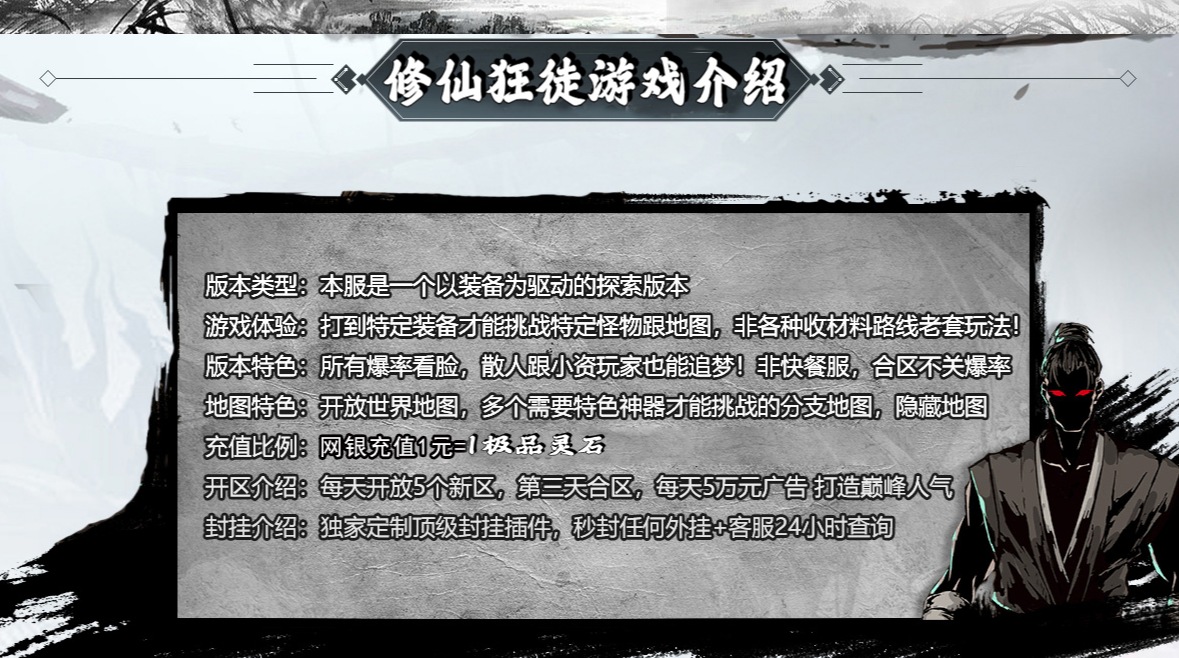 修仙狂徒游戏介绍
版本类型：本服是一个以装备为驱动的探索版本
游戏体验：打到特定装备才能挑战特定怪物跟地图，非各种收材料路线老套玩法！
版本特色：所有爆率看脸，散人跟小资玩家也能追梦！非快餐服，合区不关爆率
地图特色：开放世界地图，多个需要特色神器才能挑战的分支地图，隐藏地图
充值比例：网银充值1元=1极品灵石
开区介绍：每天开放5个新区，第三天合区，每天5万元广告 打造巅峰人气
封挂介绍：独家定制顶级封挂插件，秒封任何外挂+客服24小时查询